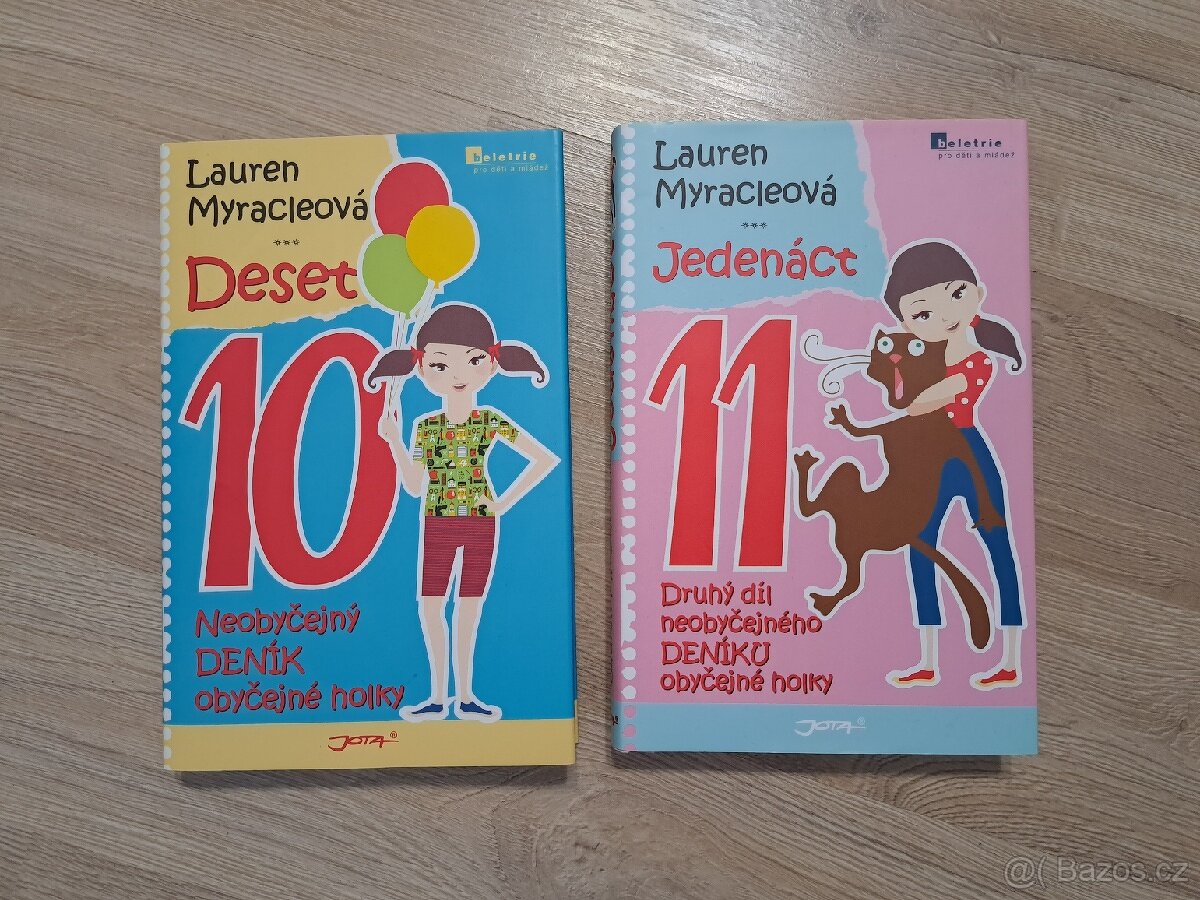 Lauren
Myracleová
***
Deset
10
Neobyčejný
DENÍK
obyčejné holky
JOTA®
beletrie
pro děti a mládež
Lauren
Myracleová
***
Jedenáct
11
Druhý díl
neobyčejného
DENÍKU
obyčejné holky
JOTA®
beletrie
pro děti a mládež
@( Bazos.cz